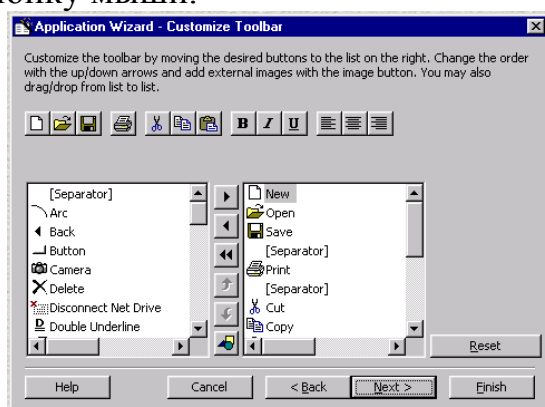 мыши.
Application Wizard - Customize Toolbar
Customize the toolbar by moving the desired buttons to the list on the right. Change the order
with the up/down arrows and add external images with the image button. You may also
drag/drop from list to list.
B I U
[Separator]
Arc
Back
Button
Camera
Delete
Disconnect Net Drive
D Double Underline
New
Open
Save
[Separator]
Print
[Separator]
Cut
Copy
Reset
Help
Cancel
< Back
Next >
Finish